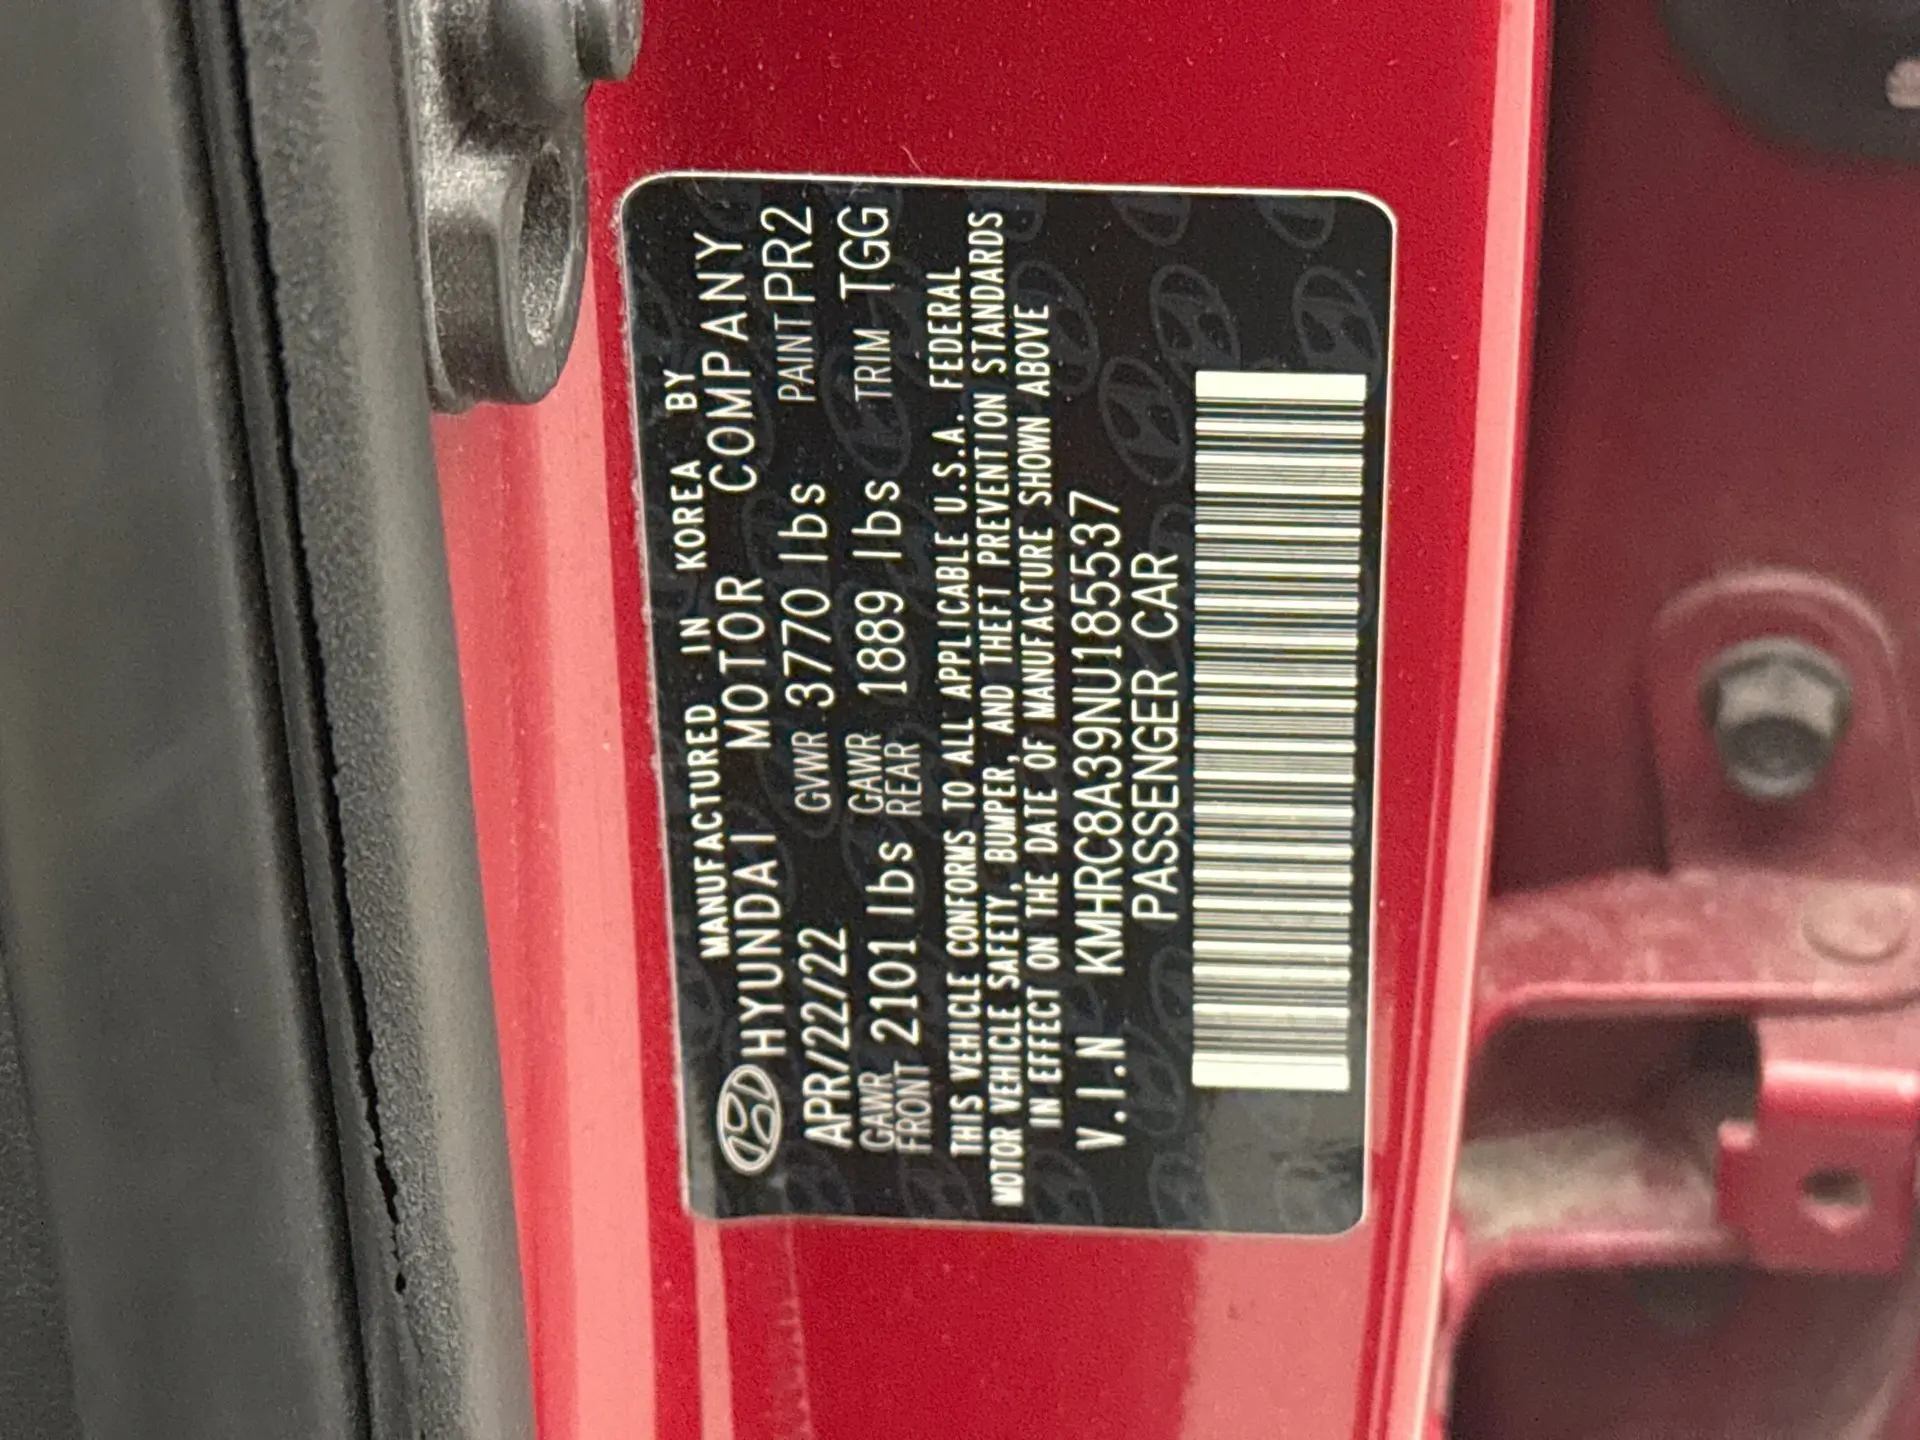 MANUFACTURED IN KOREA BY
HYUNDAI MOTOR COMPANY
APR/22/22 GVWR 3770 lbs PAINT PR2
GAWR FRONT 2101 lbs GAWR REAR 1889 lbs TRIM TGG
THIS VEHICLE CONFORMS TO ALL APPLICABLE U.S.A. FEDERAL
MOTOR VEHICLE SAFETY, BUMPER, AND THEFT PREVENTION STANDARDS
IN EFFECT ON THE DATE OF MANUFACTURE SHOWN ABOVE
V.I.N KMHRC8A39NU185537
PASSENGER CAR